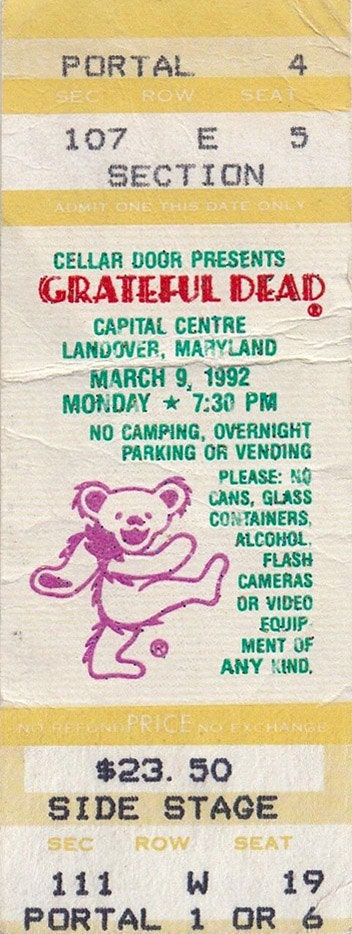 PORTAL 4
SEC ROW SEAT
107 E 5
SECTION
ADMIT ONE THIS DATE ONLY
CELLAR DOOR PRESENTS
GRATEFUL DEAD
®
CAPITAL CENTRE
LANDOVER, MARYLAND
MARCH 9, 1992
MONDAY ★ 7:30 PM
NO CAMPING, OVERNIGHT
PARKING OR VENDING
PLEASE: NO
CANS, GLASS
CONTAINERS,
ALCOHOL,
FLASH
CAMERAS
OR VIDEO
EQUIP-
MENT OF
ANY KIND.
®
NO REFUND PRICE NO EXCHANGE
$23.50
SIDE STAGE
SEC ROW SEAT
111 W 19
PORTAL 1 OR 6